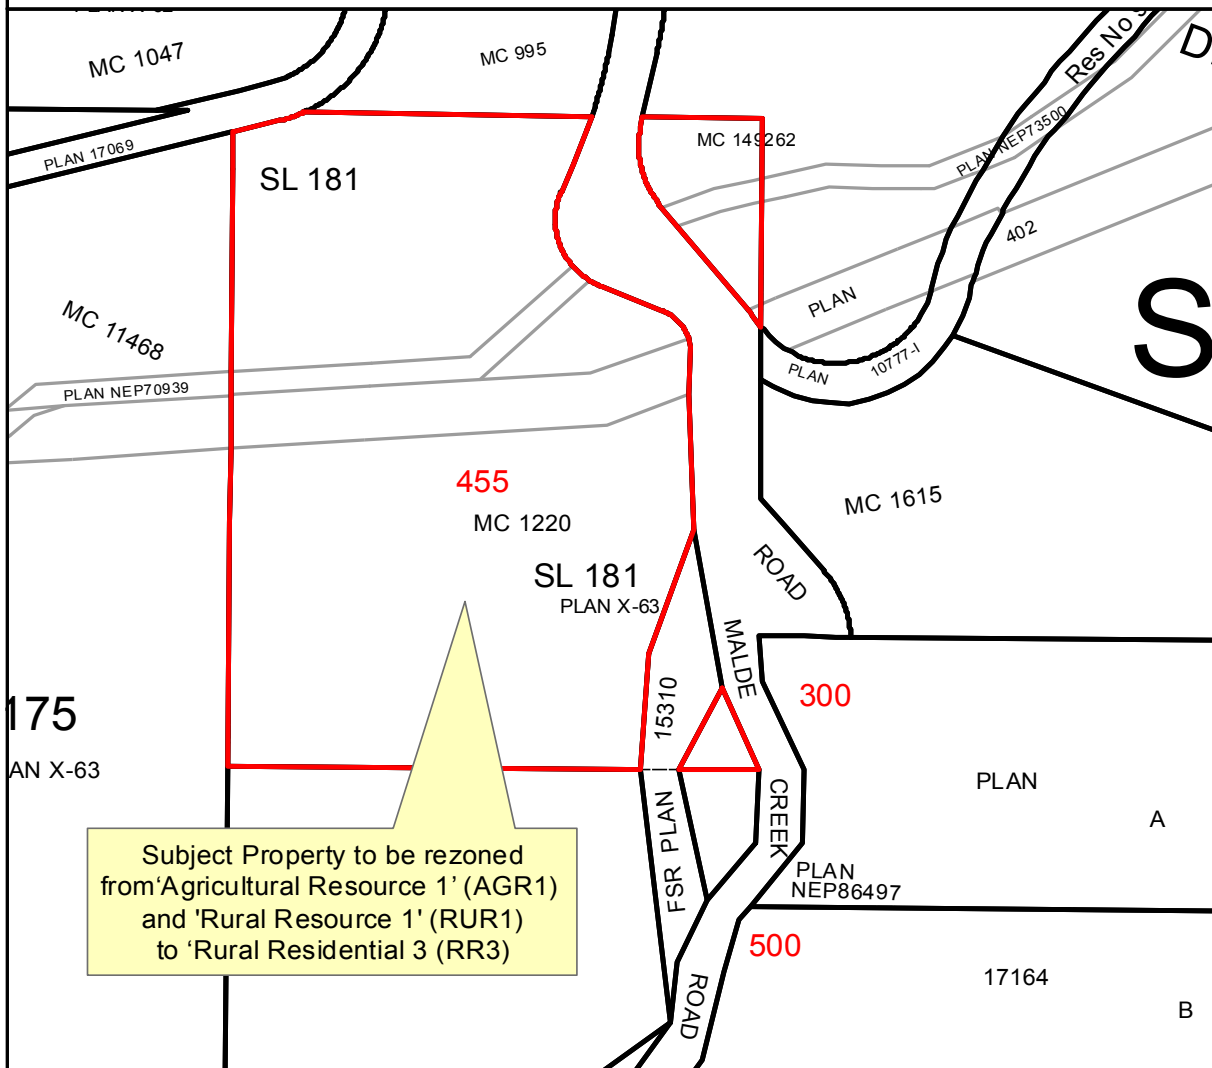 MC 1047
MC 995
Res No
PLAN 17069
MC 149262
PLAN NEP73500
SL 181
402
PLAN
MC 11468
S
PLAN
10777-I
PLAN NEP70939
455
MC 1220
MC 1615
SL 181
PLAN X-63
ROAD
MALDE
15310
300
175
AN X-63
PLAN
A
CREEK
FSR PLAN
PLAN
NEP86497
Subject Property to be rezoned
from‘Agricultural Resource 1’ (AGR1)
and 'Rural Resource 1' (RUR1)
to ‘Rural Residential 3 (RR3)
500
17164
B
ROAD